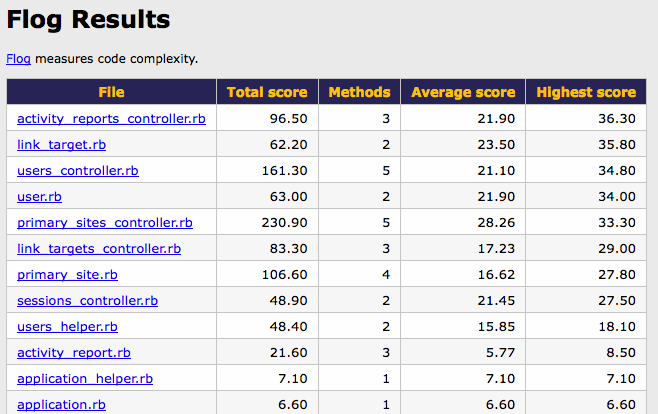 Flog Results
Flog measures code complexity.
File Total score Methods Average score Highest score
activity_reports_controller.rb 96.50 3 21.90 36.30
link_target.rb 62.20 2 23.50 35.80
users_controller.rb 161.30 5 21.10 34.80
user.rb 63.00 2 21.90 34.00
primary_sites_controller.rb 230.90 5 28.26 33.30
link_targets_controller.rb 83.30 3 17.23 29.00
primary_site.rb 106.60 4 16.62 27.80
sessions_controller.rb 48.90 2 21.45 27.50
users_helper.rb 48.40 2 15.85 18.10
activity_report.rb 21.60 3 5.77 8.50
application_helper.rb 7.10 1 7.10 7.10
application.rb 6.60 1 6.60 6.60